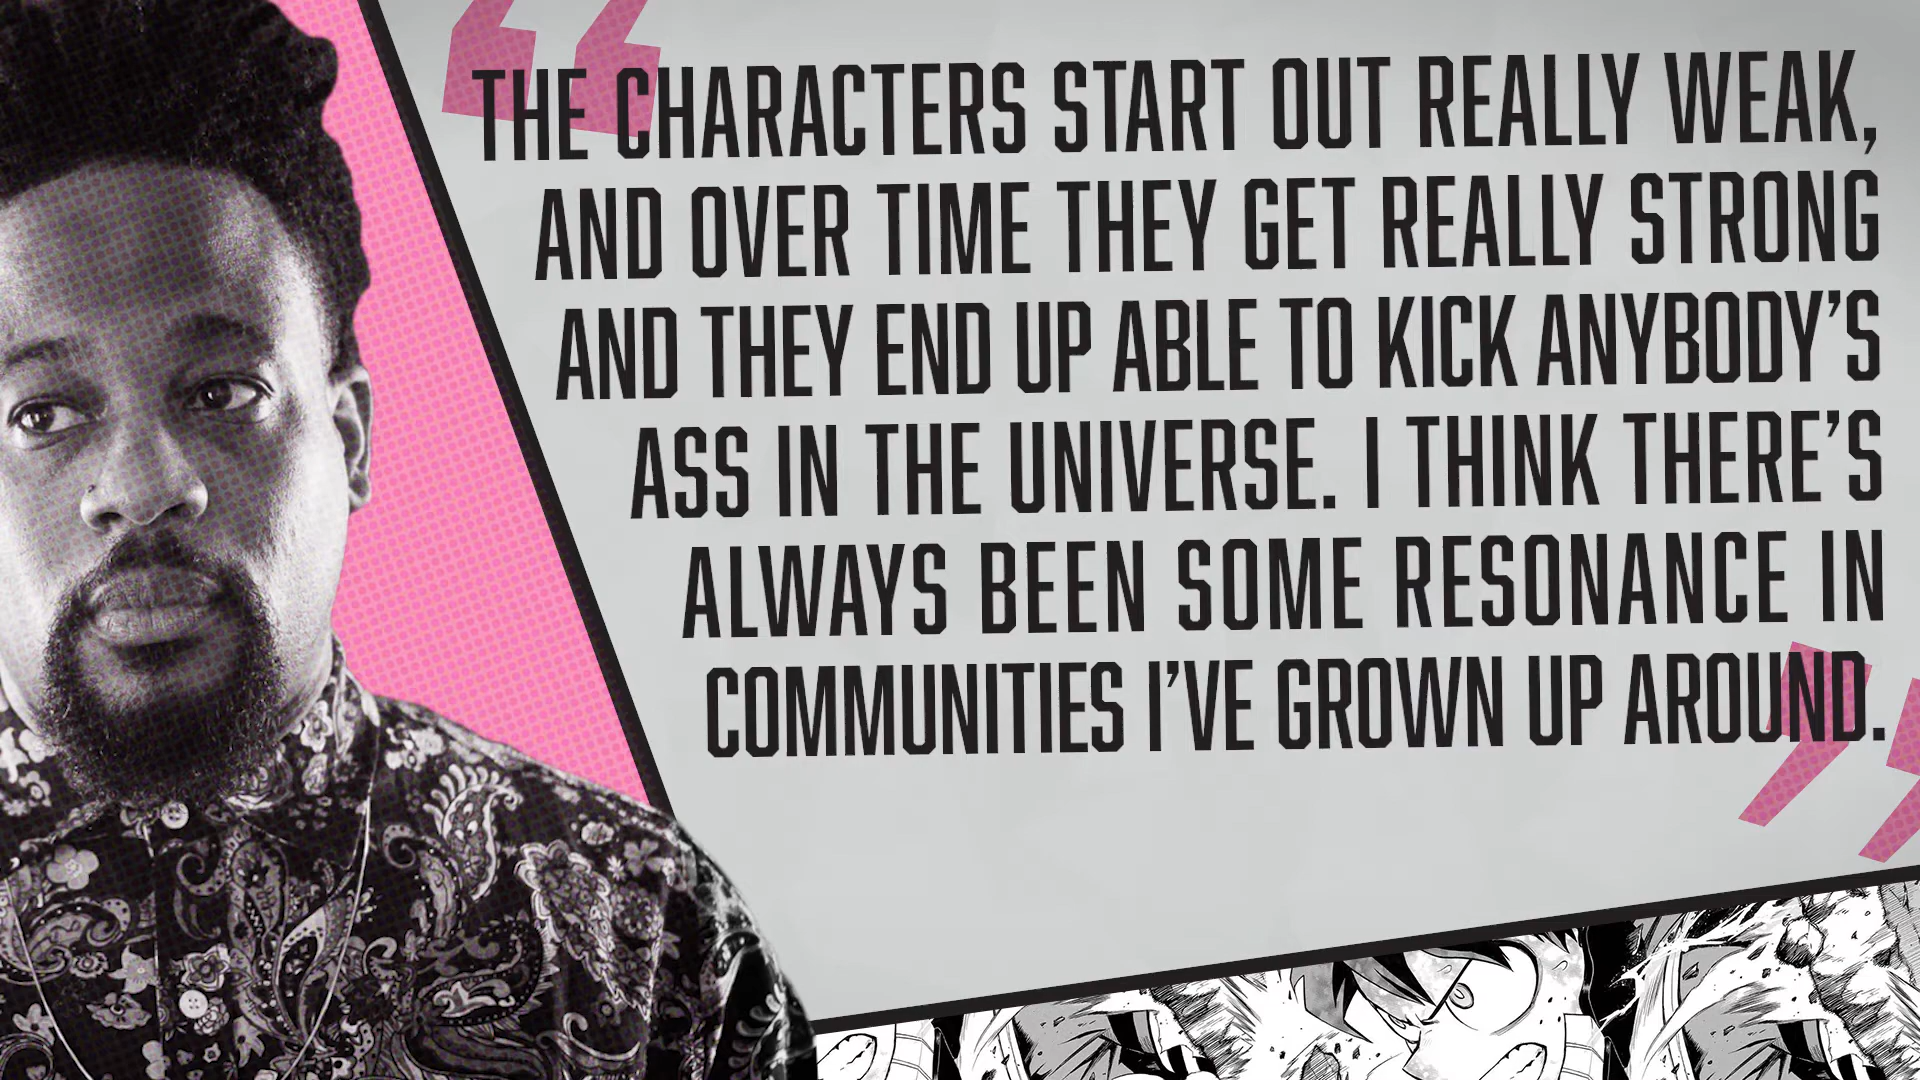 THE CHARACTERS START OUT REALLY WEAK,
AND OVER TIME THEY GET REALLY STRONG
AND THEY END UP ABLE TO KICK ANYBODY'S
ASS IN THE UNIVERSE. I THINK THERE'S
ALWAYS BEEN SOME RESONANCE IN
COMMUNITIES I'VE GROWN UP AROUND.